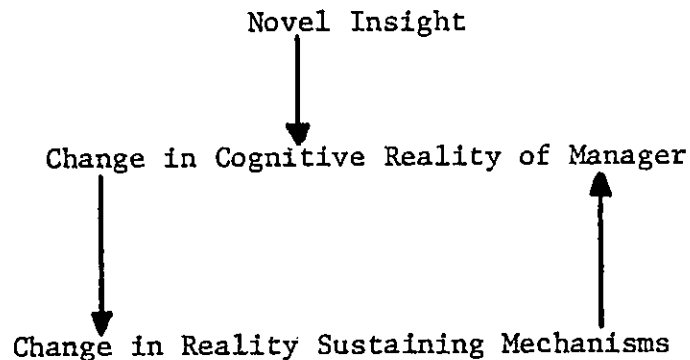 Novel Insight
Change in Cognitive Reality of Manager
Change in Reality Sustaining Mechanisms